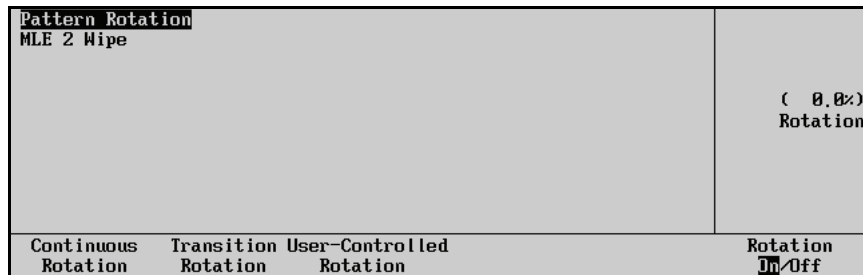 Pattern Rotation
MLE 2 Wipe
( 0.0%)
Rotation
Continuous Transition User-Controlled Rotation
Rotation Rotation Rotation On/Off